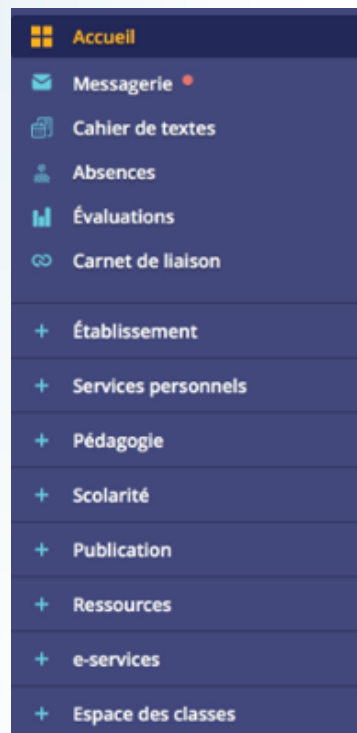 Accueil
Messagerie
Cahier de textes
Absences
Évaluations
Carnet de liaison
+ Établissement
+ Services personnels
+ Pédagogie
+ Scolarité
+ Publication
+ Ressources
+ e-services
+ Espace des classes